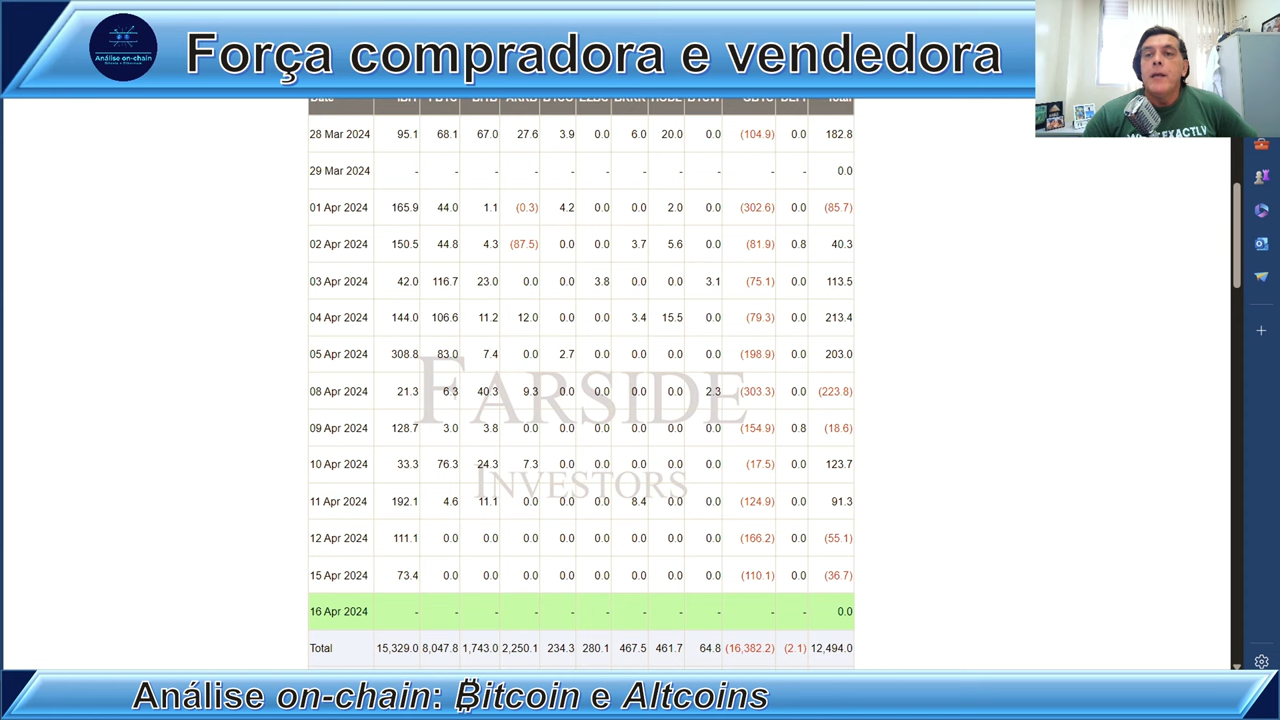 Análise on-chain
Força compradora e vendedora
Date IBIT FBTC BITB ARKB BTCO EZBC BRRR HODL BTCW GBTC DEFI Total
28 Mar 2024 95.1 68.1 67.0 27.6 3.9 0.0 6.0 20.0 0.0 (104.9) 0.0 182.8
29 Mar 2024 - - - - - - - - - - - 0.0
01 Apr 2024 165.9 44.0 1.1 (0.3) 4.2 0.0 0.0 2.0 0.0 (302.6) 0.0 (85.7)
02 Apr 2024 150.5 44.8 4.3 (87.5) 0.0 0.0 3.7 5.6 0.0 (81.9) 0.8 40.3
03 Apr 2024 42.0 116.7 23.0 0.0 0.0 3.8 0.0 0.0 3.1 (75.1) 0.0 113.5
04 Apr 2024 144.0 106.6 11.2 12.0 0.0 0.0 3.4 15.5 0.0 (79.3) 0.0 213.4
05 Apr 2024 308.8 83.0 7.4 0.0 2.7 0.0 0.0 0.0 0.0 (198.9) 0.0 203.0
08 Apr 2024 21.3 6.3 40.3 9.3 0.0 0.0 0.0 0.0 2.3 (303.3) 0.0 (223.8)
09 Apr 2024 128.7 3.0 3.8 0.0 0.0 0.0 0.0 0.0 0.0 (154.9) 0.8 (18.6)
10 Apr 2024 33.3 76.3 24.3 7.3 0.0 0.0 0.0 0.0 0.0 (17.5) 0.0 123.7
11 Apr 2024 192.1 4.6 11.1 0.0 0.0 0.0 8.4 0.0 0.0 (124.9) 0.0 91.3
12 Apr 2024 111.1 0.0 0.0 0.0 0.0 0.0 0.0 0.0 0.0 (166.2) 0.0 (55.1)
15 Apr 2024 73.4 0.0 0.0 0.0 0.0 0.0 0.0 0.0 0.0 (110.1) 0.0 (36.7)
16 Apr 2024 - - - - - - - - - - - 0.0
Total 15,329.0 8,047.8 1,743.0 2,250.1 234.3 280.1 467.5 461.7 64.8 (16,382.2) (2.1) 12,494.0
FARSIDE
INVESTORS
Análise on-chain: ₿itcoin e Altcoins